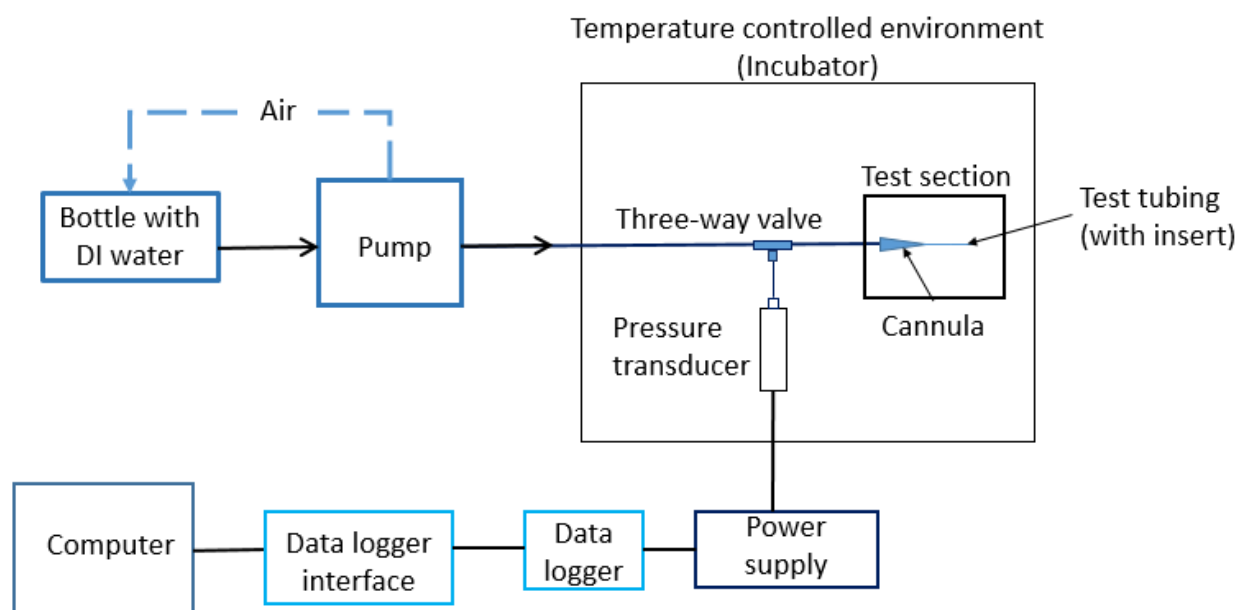 Temperature controlled environment
(Incubator)
Air
Bottle with
DI water
Pump
Three-way valve
Test section
Test tubing
(with insert)
Cannula
Pressure
transducer
Computer
Data logger
interface
Data
logger
Power
supply